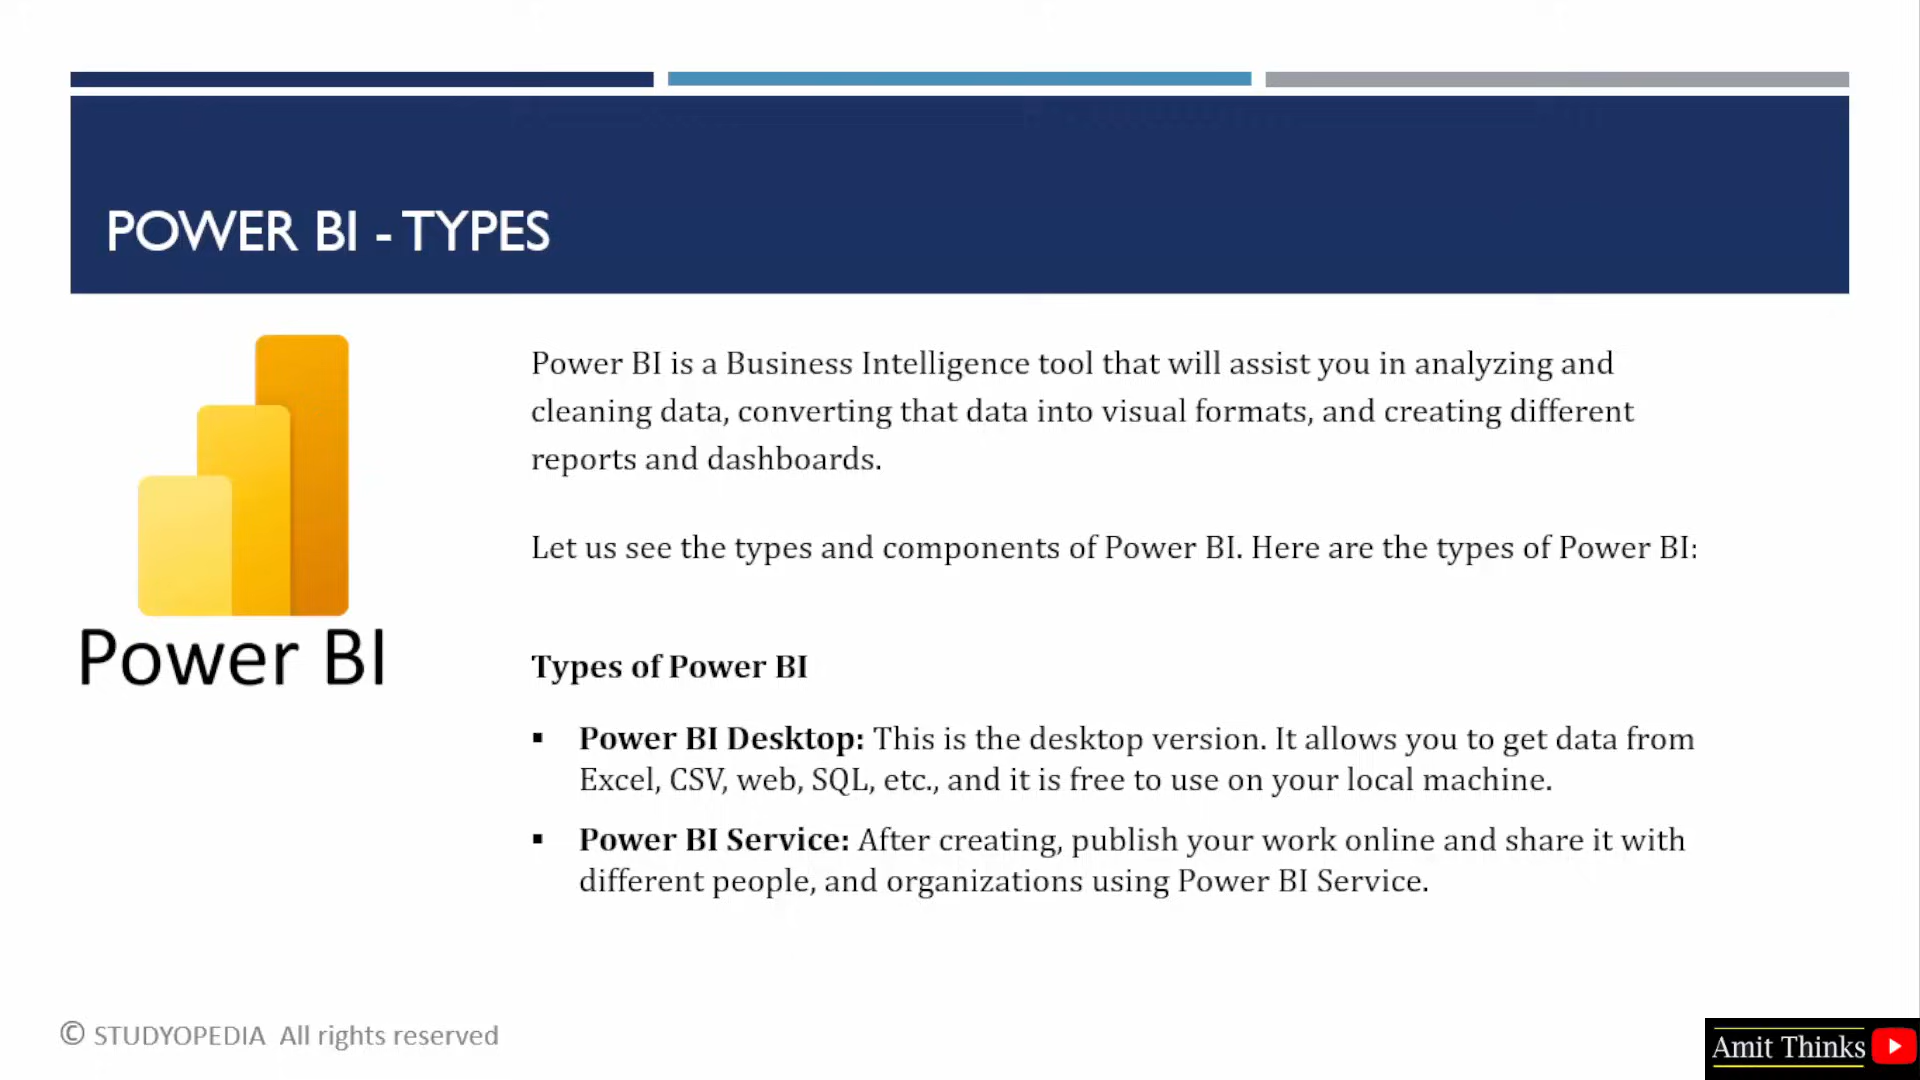 POWER BI - TYPES
Power BI is a Business Intelligence tool that will assist you in analyzing and
cleaning data, converting that data into visual formats, and creating different
reports and dashboards.
Let us see the types and components of Power BI. Here are the types of Power BI:
Power BI
Types of Power BI
▪ Power BI Desktop: This is the desktop version. It allows you to get data from
Excel, CSV, web, SQL, etc., and it is free to use on your local machine.
▪ Power BI Service: After creating, publish your work online and share it with
different people, and organizations using Power BI Service.
© STUDYOPEDIA All rights reserved
Amit Thinks